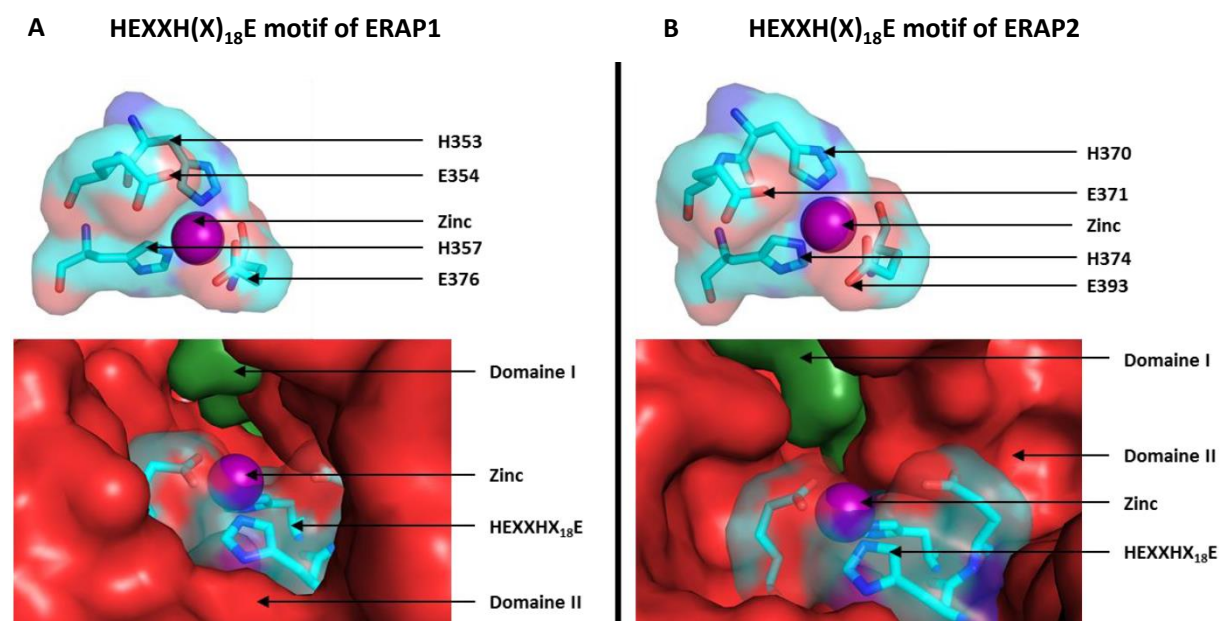 A HEXXH(X)₁₈E motif of ERAP1
H353
E354
Zinc
H357
E376
Domaine I
Zinc
HEXXHX₁₈E
Domaine II
B HEXXH(X)₁₈E motif of ERAP2
H370
E371
Zinc
H374
E393
Domaine I
Domaine II
Zinc
HEXXHX₁₈E